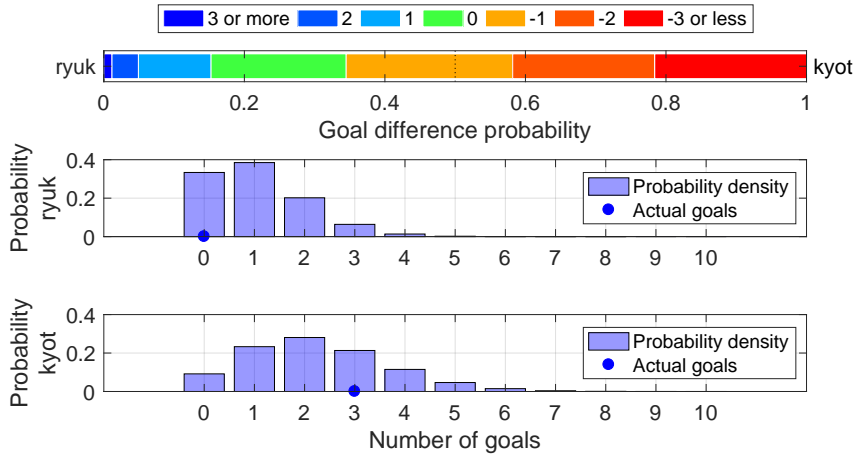 3 or more 2 1 0 -1 -2 -3 or less
ryuk kyot
0 0.2 0.4 0.6 0.8 1
Goal difference probability
Probability
ryuk
0.4
0.2
0
Probability density
Actual goals
0 1 2 3 4 5 6 7 8 9 10
Probability
kyot
0.4
0.2
0
Probability density
Actual goals
0 1 2 3 4 5 6 7 8 9 10
Number of goals